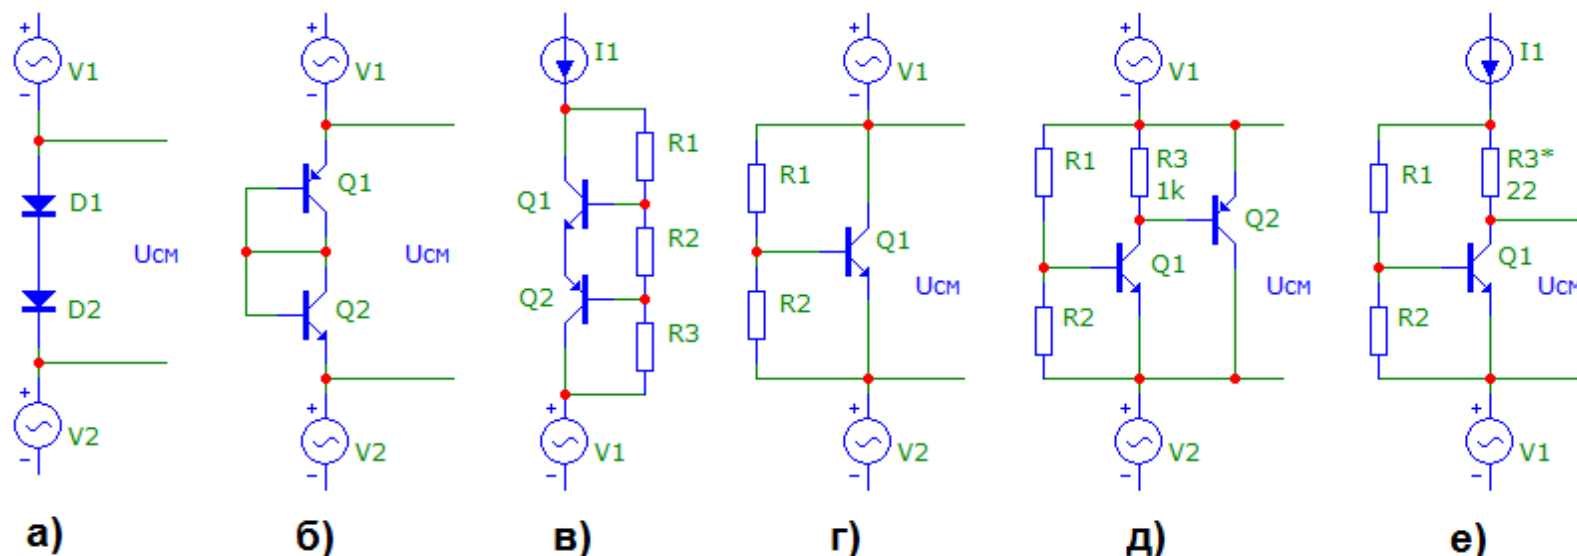 +
V1
−
D1
Uсм
D2
+
V2
−
а)
+
V1
−
Q1
Uсм
Q2
+
V2
−
б)
I1
R1
Q1
R2
Q2
R3
+
V1
−
в)
+
V1
−
R1
Q1
Uсм
R2
+
V2
−
г)
+
V1
−
R1
R3
1k
Q2
Q1
Uсм
R2
+
V2
−
д)
I1
R1
R3*
22
Q1
Uсм
R2
+
V1
−
е)